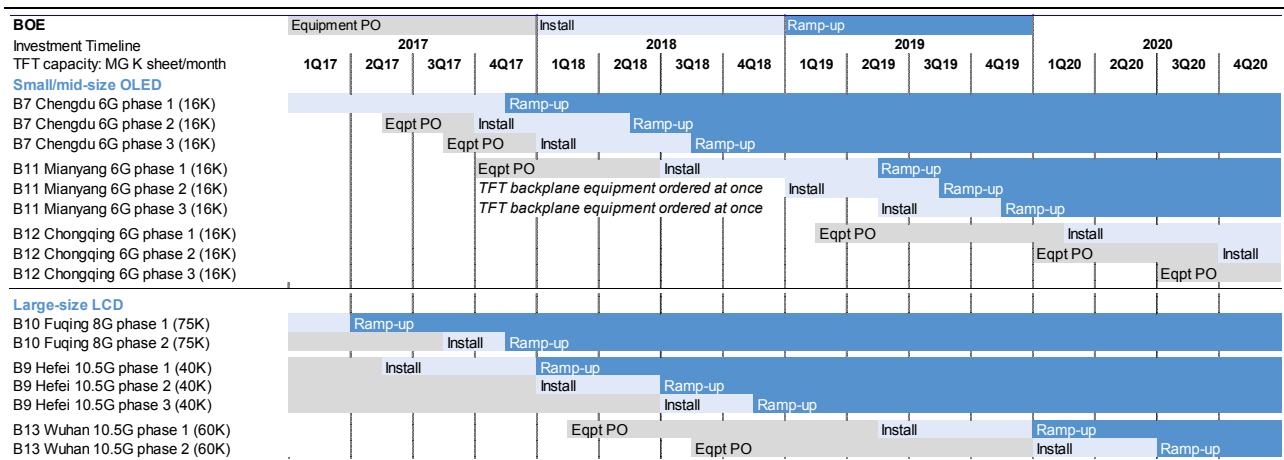 BOE Equipment PO Install Ramp-up
Investment Timeline 2017 2018 2019 2020
TFT capacity: MG K sheet/month 1Q17 2Q17 3Q17 4Q17 1Q18 2Q18 3Q18 4Q18 1Q19 2Q19 3Q19 4Q19 1Q20 2Q20 3Q20 4Q20
Small/mid-size OLED
B7 Chengdu 6G phase 1 (16K) Ramp-up
B7 Chengdu 6G phase 2 (16K) Eqpt PO Install Ramp-up
B7 Chengdu 6G phase 3 (16K) Eqpt PO Install Ramp-up
B11 Mianyang 6G phase 1 (16K) Eqpt PO Install Ramp-up
B11 Mianyang 6G phase 2 (16K) TFT backplane equipment ordered at once Install Ramp-up
B11 Mianyang 6G phase 3 (16K) TFT backplane equipment ordered at once Install Ramp-up
B12 Chongqing 6G phase 1 (16K) Eqpt PO Install
B12 Chongqing 6G phase 2 (16K) Eqpt PO Install
B12 Chongqing 6G phase 3 (16K) Eqpt PO
Large-size LCD
B10 Fuqing 8G phase 1 (75K) Ramp-up
B10 Fuqing 8G phase 2 (75K) Install Ramp-up
B9 Hefei 10.5G phase 1 (40K) Install Ramp-up
B9 Hefei 10.5G phase 2 (40K) Install Ramp-up
B9 Hefei 10.5G phase 3 (40K) Install Ramp-up
B13 Wuhan 10.5G phase 1 (60K) Eqpt PO Install Ramp-up
B13 Wuhan 10.5G phase 2 (60K) Eqpt PO Install Ramp-up